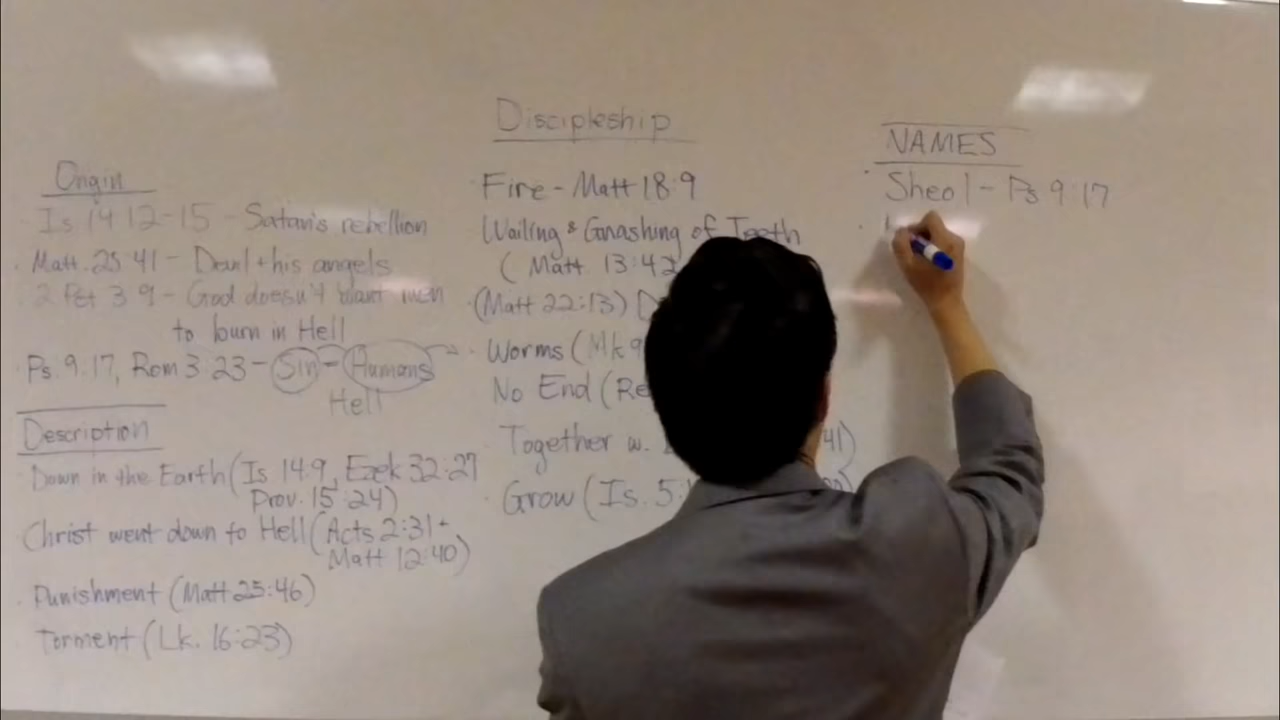 Discipleship
Origin
Is 14 12-15 - Satan's rebellion
Matt. 25:41 - Devil + his angels
2 Pet 3 9 - God doesn't want men
to burn in Hell
Ps. 9:17, Rom 3:23 - Sin - Humans
Hell
Description
Down in the Earth (Is 14:9, Ezek 32:27
Prov. 15:24)
Christ went down to Hell (Acts 2:31 +
Matt 12:40)
Punishment (Matt 25:46)
Torment (Lk. 16:23)
Fire - Matt 18:9
Wailing & Gnashing of Teeth
( Matt. 13:42
(Matt 22:13)
Worms (Mk 9
No End (Re
Together w. 41)
Grow (Is. 5:
NAMES
Sheol - Ps 9:17